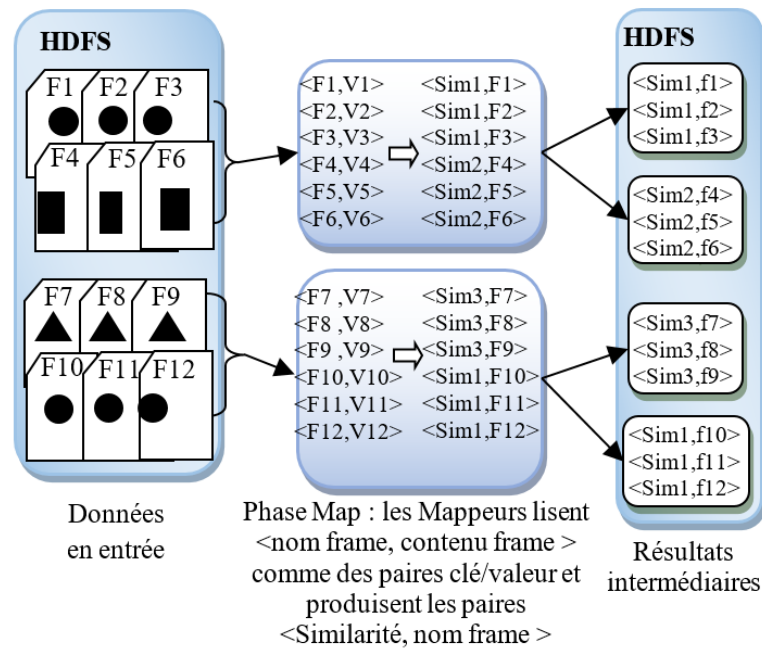 HDFS
F1 F2 F3
F4 F5 F6
F7 F8 F9
F10 F11 F12
Données
en entrée
<F1,V1> <Sim1,F1>
<F2,V2> <Sim1,F2>
<F3,V3> <Sim1,F3>
<F4,V4> <Sim2,F4>
<F5,V5> <Sim2,F5>
<F6,V6> <Sim2,F6>
<F7 ,V7> <Sim3,F7>
<F8 ,V8> <Sim3,F8>
<F9 ,V9> <Sim3,F9>
<F10,V10> <Sim1,F10>
<F11,V11> <Sim1,F11>
<F12,V12> <Sim1,F12>
Phase Map : les Mappeurs lisent
<nom frame, contenu frame >
comme des paires clé/valeur et
produisent les paires
<Similarité, nom frame >
HDFS
<Sim1,f1>
<Sim1,f2>
<Sim1,f3>
<Sim2,f4>
<Sim2,f5>
<Sim2,f6>
<Sim3,f7>
<Sim3,f8>
<Sim3,f9>
<Sim1,f10>
<Sim1,f11>
<Sim1,f12>
Résultats
intermédiaires